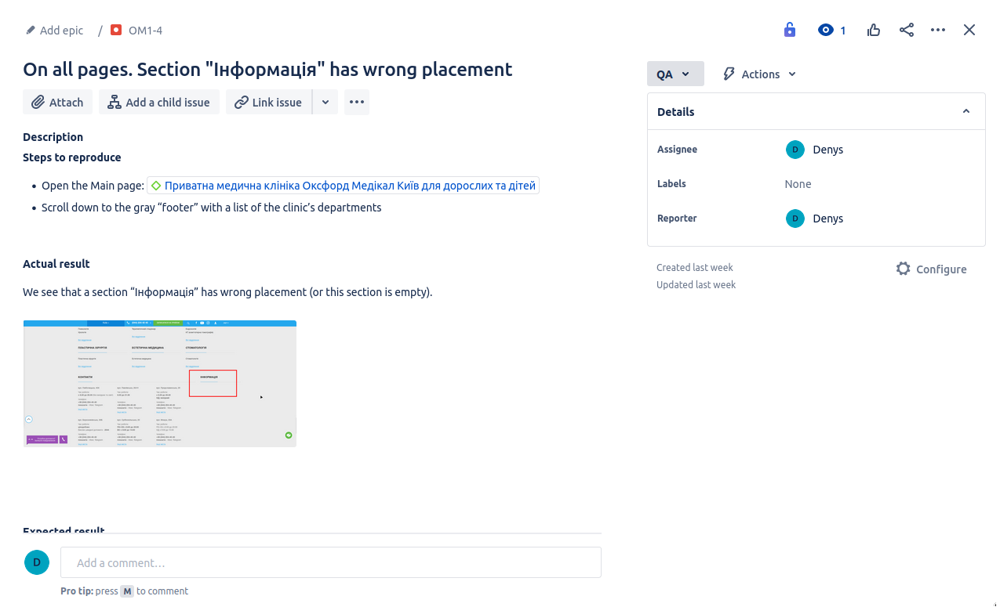 Add epic / OM1-4
1
On all pages. Section "Інформація" has wrong placement
QA
Actions
Attach
Add a child issue
Link issue
Details
Description
Steps to reproduce
Assignee
D
Denys
• Open the Main page: Приватна медична клініка Оксфорд Медікал Київ для дорослих та дітей
Labels
None
• Scroll down to the gray “footer” with a list of the clinic’s departments
Reporter
D
Denys
Actual result
Created last week
Configure
Updated last week
We see that a section “Інформація” has wrong placement (or this section is empty).
ПЛАСТИЧНА ХІРУРГІЯ
ЕСТЕТИЧНА МЕДИЦИНА
СТОМАТОЛОГІЯ
КОНТАКТИ
ІНФОРМАЦІЯ
Expected result
D
Add a comment…
Pro tip: press M to comment